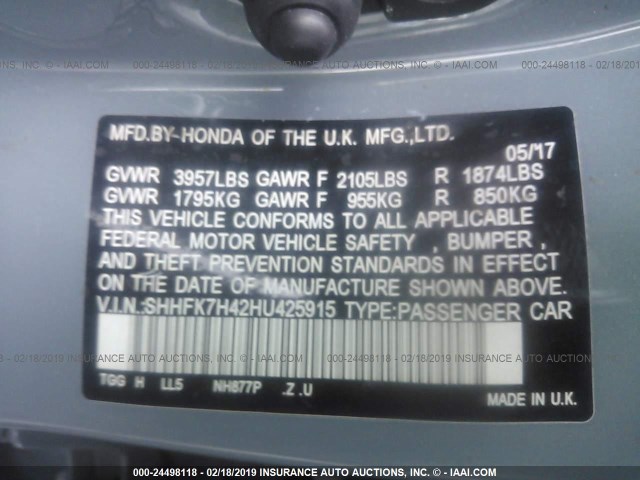 000-24498118 - 02/18/2019 INSURANCE AUTO AUCTIONS, INC. © - IAAI.COM
MFD.BY-HONDA OF THE U.K. MFG.,LTD.
05/17
GVWR 3957LBS GAWR F 2105LBS R 1874LBS
GVWR 1795KG GAWR F 955KG R 850KG
THIS VEHICLE CONFORMS TO ALL APPLICABLE
FEDERAL MOTOR VEHICLE SAFETY , BUMPER ,
AND THEFT PREVENTION STANDARDS IN EFFECT
ON THE DATE OF MANUFACTURE SHOWN ABOVE.
V.I.N.:SHHFK7H42HU425915 TYPE:PASSENGER CAR
TGG H LL5 NH877P .Z .U
MADE IN U.K.
000-24498118 - 02/18/2019 INSURANCE AUTO AUCTIONS, INC. © - IAAI.COM